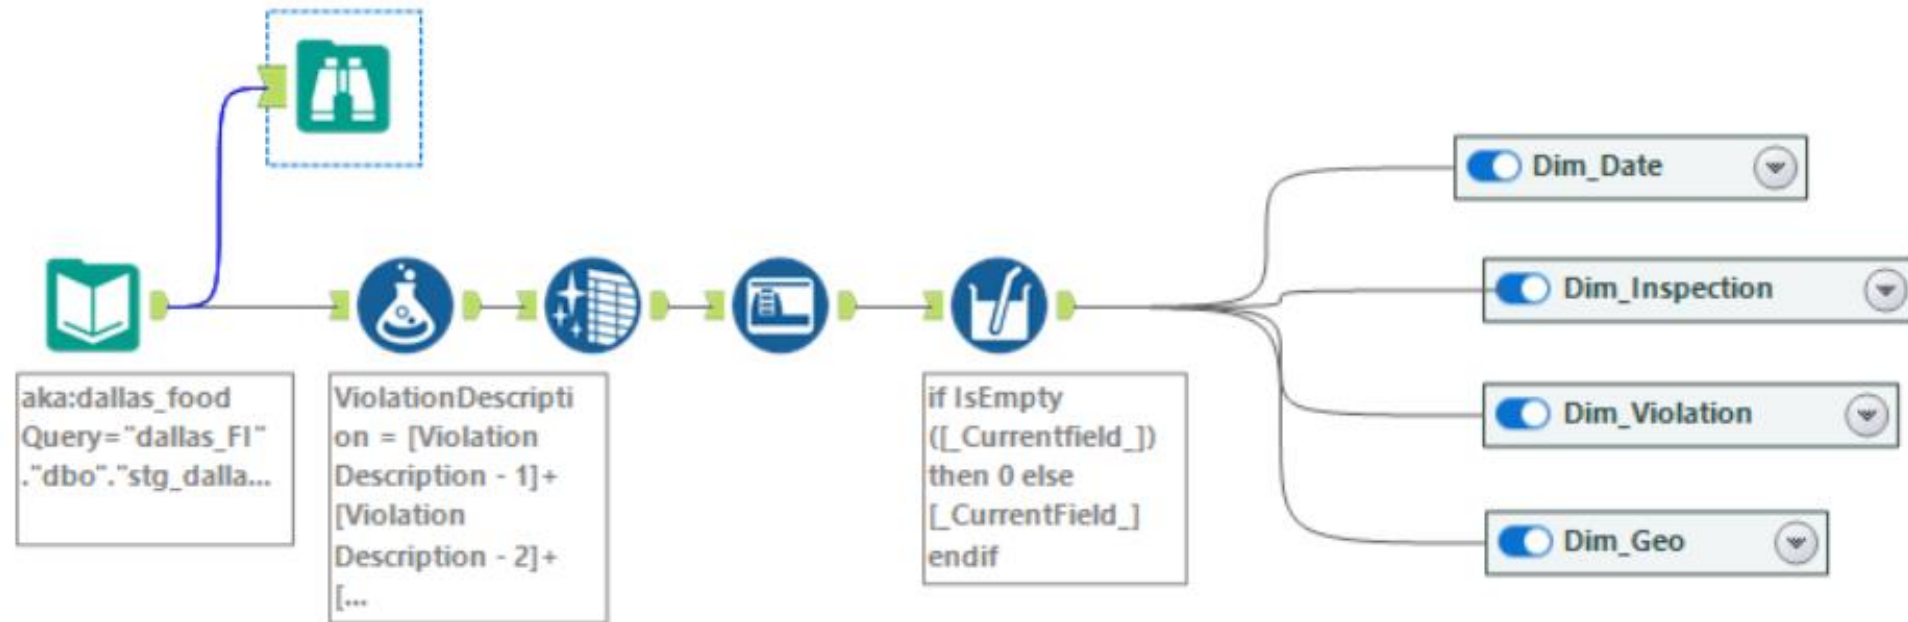 Dim_Date
Dim_Inspection
Dim_Violation
Dim_Geo
aka:dallas_food
Query="dallas_FI"
."dbo"."stg_dalla...
ViolationDescripti
on = [Violation
Description - 1]+
[Violation
Description - 2]+
[...
if IsEmpty
([_Currentfield_])
then 0 else
[_CurrentField_]
endif